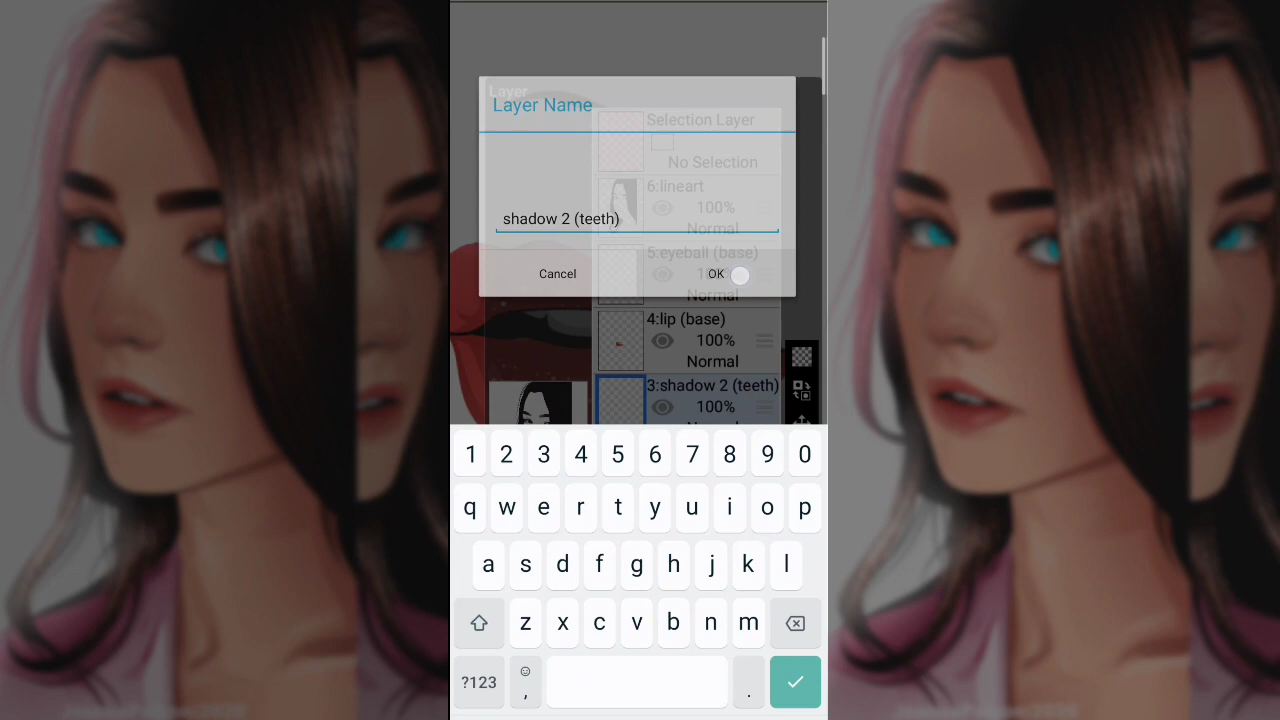 Layer
Layer Name
Selection Layer
No Selection
6:lineart
100%
Normal
shadow 2 (teeth)
5:eyeball (base)
Cancel
OK
Normal
4:lip (base)
100%
Normal
3:shadow 2 (teeth)
100%
1 2 3 4 5 6 7 8 9 0
q w e r t y u i o p
a s d f g h j k l
z x c v b n m
?123 , .